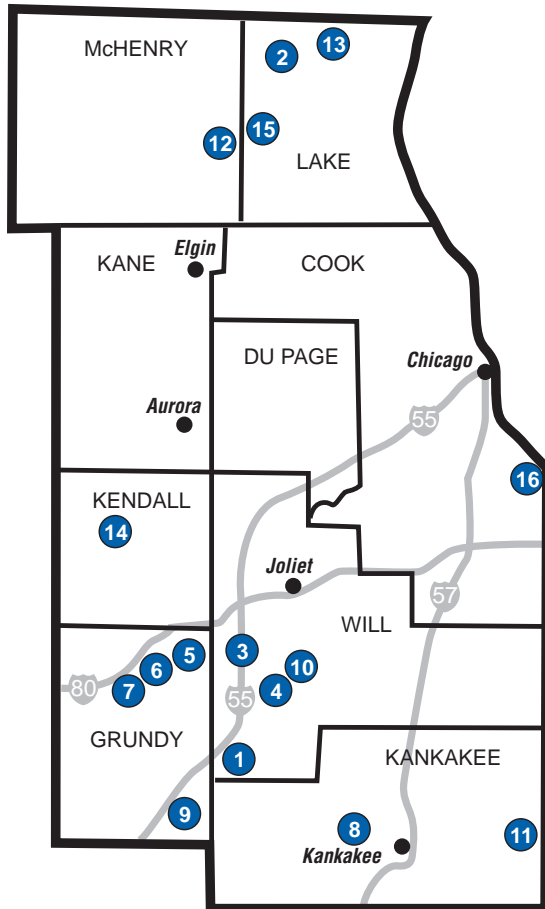 McHENRY
2
13
12
15
LAKE
KANE
Elgin
COOK
DU PAGE
Chicago
Aurora
55
16
KENDALL
14
Joliet
57
WILL
3
5
6
10
7
4
80
55
GRUNDY
1
KANKAKEE
9
8
11
Kankakee